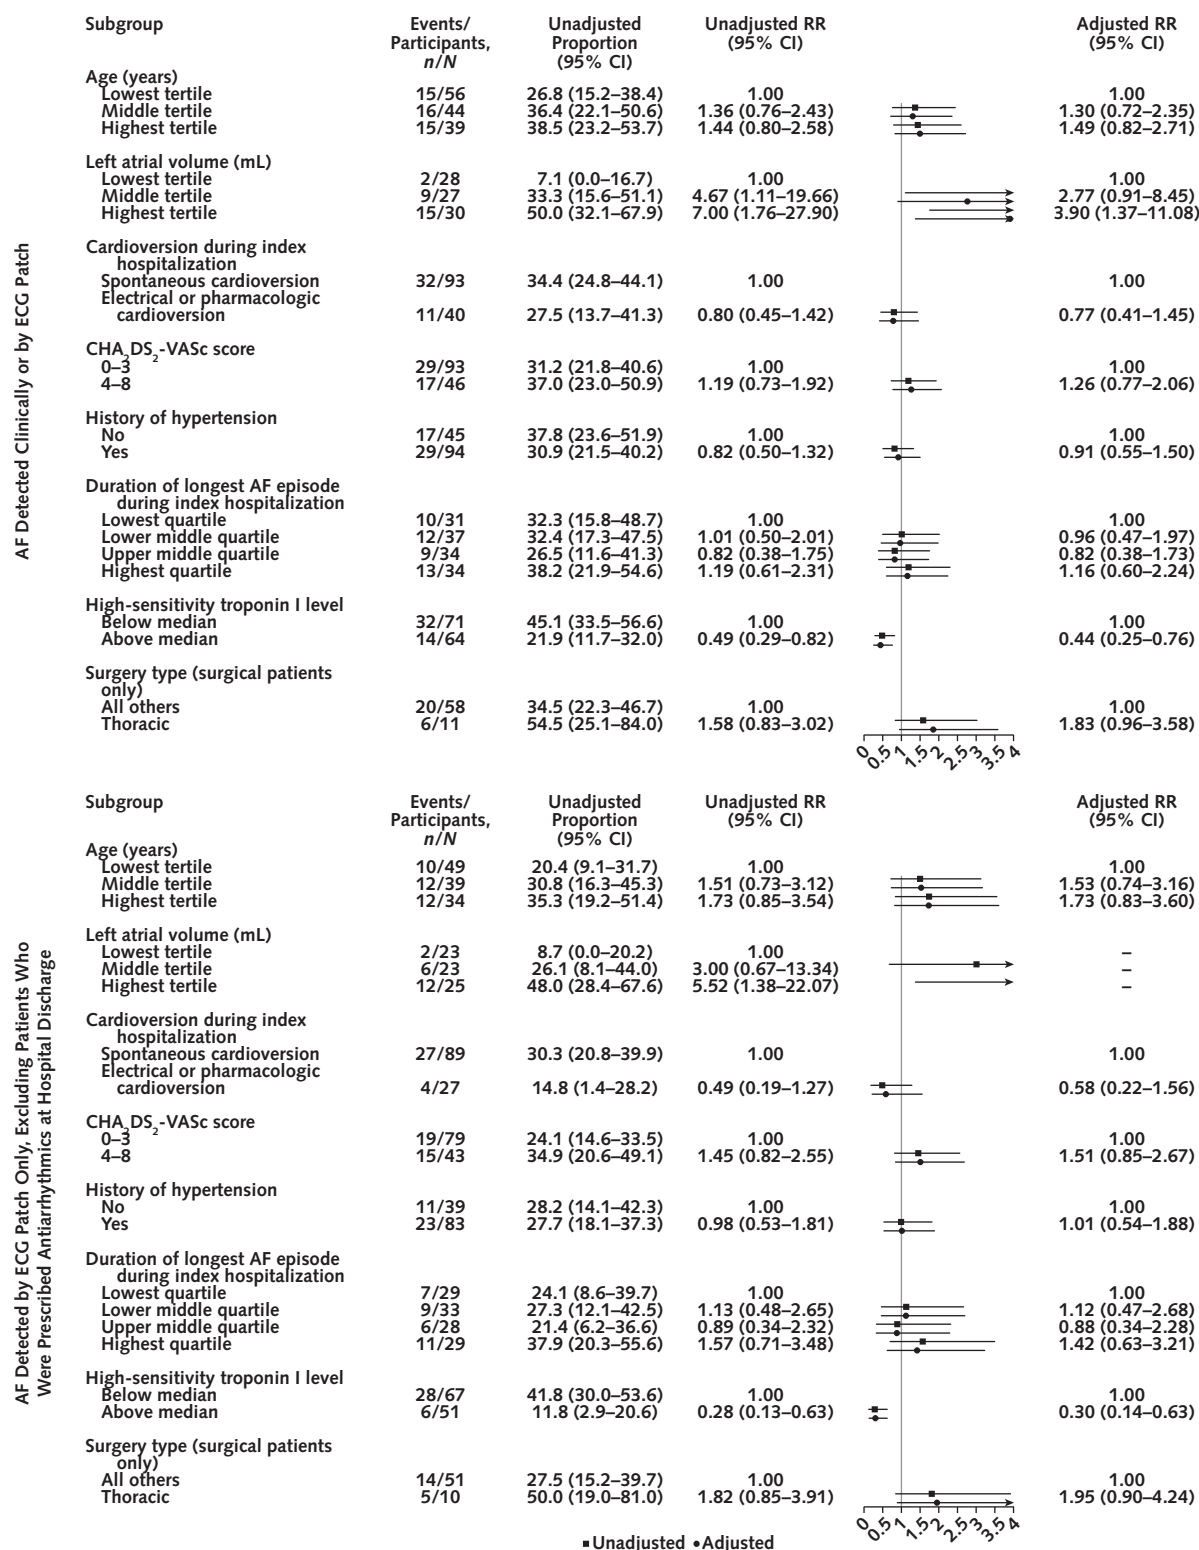 AF Detected Clinically or by ECG Patch
Subgroup Events/ Unadjusted Unadjusted RR Adjusted RR
Participants, Proportion (95% CI) (95% CI)
n/N (95% CI)
Age (years)
Lowest tertile 15/56 26.8 (15.2–38.4) 1.00 1.00
Middle tertile 16/44 36.4 (22.1–50.6) 1.36 (0.76–2.43) 1.30 (0.72–2.35)
Highest tertile 15/39 38.5 (23.2–53.7) 1.44 (0.80–2.58) 1.49 (0.82–2.71)
Left atrial volume (mL)
Lowest tertile 2/28 7.1 (0.0–16.7) 1.00 1.00
Middle tertile 9/27 33.3 (15.6–51.1) 4.67 (1.11–19.66) 2.77 (0.91–8.45)
Highest tertile 15/30 50.0 (32.1–67.9) 7.00 (1.76–27.90) 3.90 (1.37–11.08)
Cardioversion during index
hospitalization
Spontaneous cardioversion 32/93 34.4 (24.8–44.1) 1.00 1.00
Electrical or pharmacologic
cardioversion 11/40 27.5 (13.7–41.3) 0.80 (0.45–1.42) 0.77 (0.41–1.45)
CHA2DS2-VASc score
0–3 29/93 31.2 (21.8–40.6) 1.00 1.00
4–8 17/46 37.0 (23.0–50.9) 1.19 (0.73–1.92) 1.26 (0.77–2.06)
History of hypertension
No 17/45 37.8 (23.6–51.9) 1.00 1.00
Yes 29/94 30.9 (21.5–40.2) 0.82 (0.50–1.32) 0.91 (0.55–1.50)
Duration of longest AF episode
during index hospitalization
Lowest quartile 10/31 32.3 (15.8–48.7) 1.00 1.00
Lower middle quartile 12/37 32.4 (17.3–47.5) 1.01 (0.50–2.01) 0.96 (0.47–1.97)
Upper middle quartile 9/34 26.5 (11.6–41.3) 0.82 (0.38–1.75) 0.82 (0.38–1.73)
Highest quartile 13/34 38.2 (21.9–54.6) 1.19 (0.61–2.31) 1.16 (0.60–2.24)
High-sensitivity troponin I level
Below median 32/71 45.1 (33.5–56.6) 1.00 1.00
Above median 14/64 21.9 (11.7–32.0) 0.49 (0.29–0.82) 0.44 (0.25–0.76)
Surgery type (surgical patients
only)
All others 20/58 34.5 (22.3–46.7) 1.00 1.00
Thoracic 6/11 54.5 (25.1–84.0) 1.58 (0.83–3.02) 1.83 (0.96–3.58)
0 0.5 1 1.5 2 2.5 3 3.5 4
AF Detected by ECG Patch Only, Excluding Patients Who
Were Prescribed Antiarrhythmics at Hospital Discharge
Subgroup Events/ Unadjusted Unadjusted RR Adjusted RR
Participants, Proportion (95% CI) (95% CI)
n/N (95% CI)
Age (years)
Lowest tertile 10/49 20.4 (9.1–31.7) 1.00 1.00
Middle tertile 12/39 30.8 (16.3–45.3) 1.51 (0.73–3.12) 1.53 (0.74–3.16)
Highest tertile 12/34 35.3 (19.2–51.4) 1.73 (0.85–3.54) 1.73 (0.83–3.60)
Left atrial volume (mL)
Lowest tertile 2/23 8.7 (0.0–20.2) 1.00 –
Middle tertile 6/23 26.1 (8.1–44.0) 3.00 (0.67–13.34) –
Highest tertile 12/25 48.0 (28.4–67.6) 5.52 (1.38–22.07) –
Cardioversion during index
hospitalization
Spontaneous cardioversion 27/89 30.3 (20.8–39.9) 1.00 1.00
Electrical or pharmacologic
cardioversion 4/27 14.8 (1.4–28.2) 0.49 (0.19–1.27) 0.58 (0.22–1.56)
CHA2DS2-VASc score
0–3 19/79 24.1 (14.6–33.5) 1.00 1.00
4–8 15/43 34.9 (20.6–49.1) 1.45 (0.82–2.55) 1.51 (0.85–2.67)
History of hypertension
No 11/39 28.2 (14.1–42.3) 1.00 1.00
Yes 23/83 27.7 (18.1–37.3) 0.98 (0.53–1.81) 1.01 (0.54–1.88)
Duration of longest AF episode
during index hospitalization
Lowest quartile 7/29 24.1 (8.6–39.7) 1.00 1.00
Lower middle quartile 9/33 27.3 (12.1–42.5) 1.13 (0.48–2.65) 1.12 (0.47–2.68)
Upper middle quartile 6/28 21.4 (6.2–36.6) 0.89 (0.34–2.32) 0.88 (0.34–2.28)
Highest quartile 11/29 37.9 (20.3–55.6) 1.57 (0.71–3.48) 1.42 (0.63–3.21)
High-sensitivity troponin I level
Below median 28/67 41.8 (30.0–53.6) 1.00 1.00
Above median 6/51 11.8 (2.9–20.6) 0.28 (0.13–0.63) 0.30 (0.14–0.63)
Surgery type (surgical patients
only)
All others 14/51 27.5 (15.2–39.7) 1.00 1.00
Thoracic 5/10 50.0 (19.0–81.0) 1.82 (0.85–3.91) 1.95 (0.90–4.24)
0 0.5 1 1.5 2 2.5 3 3.5 4
■ Unadjusted ● Adjusted